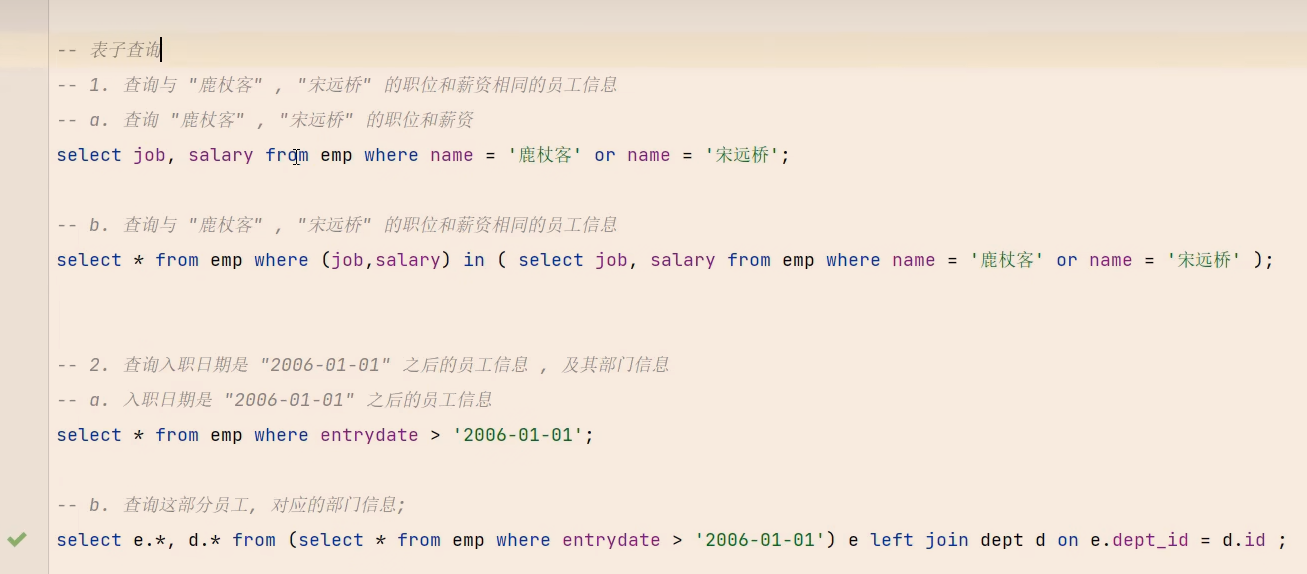 -- 表子查询
-- 1. 查询与 "鹿杖客" , "宋远桥" 的职位和薪资相同的员工信息
-- a. 查询 "鹿杖客" , "宋远桥" 的职位和薪资
select job, salary from emp where name = '鹿杖客' or name = '宋远桥';
-- b. 查询与 "鹿杖客" , "宋远桥" 的职位和薪资相同的员工信息
select * from emp where (job,salary) in ( select job, salary from emp where name = '鹿杖客' or name = '宋远桥' );
-- 2. 查询入职日期是 "2006-01-01" 之后的员工信息 , 及其部门信息
-- a. 入职日期是 "2006-01-01" 之后的员工信息
select * from emp where entrydate > '2006-01-01';
-- b. 查询这部分员工, 对应的部门信息;
select e.*, d.* from (select * from emp where entrydate > '2006-01-01') e left join dept d on e.dept_id = d.id ;